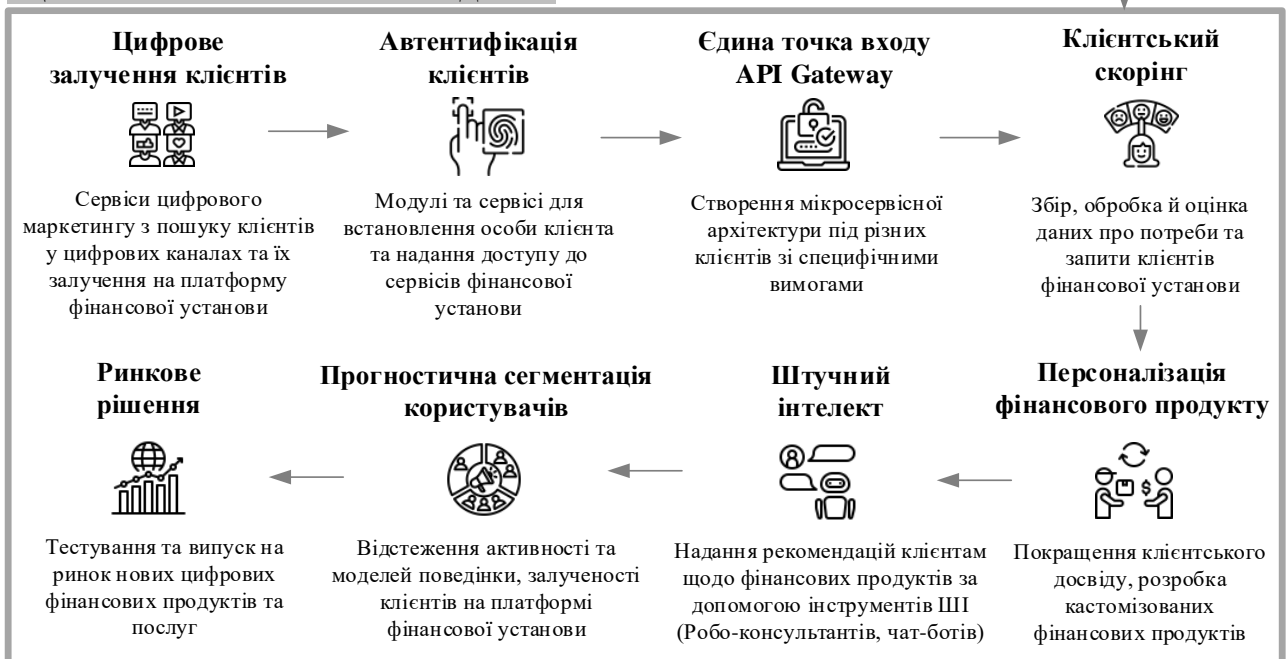 Цифрове
залучення клієнтів
Сервіси цифрового
маркетингу з пошуку клієнтів
у цифрових каналах та їх
залучення на платформу
фінансової установи
Автентифікація
клієнтів
Модулі та сервісі для
встановлення особи клієнта
та надання доступу до
сервісів фінансової
установи
Єдина точка входу
API Gateway
Створення мікросервісної
архітектури під різних
клієнтів зі специфічними
вимогами
Клієнтський
скорінг
Збір, обробка й оцінка
даних про потреби та
запити клієнтів
фінансової установи
Ринкове
рішення
Тестування та випуск на
ринок нових цифрових
фінансових продуктів та
послуг
Прогностична сегментація
користувачів
Відстеження активності та
моделей поведінки, залученості
клієнтів на платформі
фінансової установи
Штучний
інтелект
Надання рекомендацій клієнтам
щодо фінансових продуктів за
допомогою інструментів ШІ
(Робо-консультантів, чат-ботів)
Персоналізація
фінансового продукту
Покращення клієнтського
досвіду, розробка
кастомізованих
фінансових продуктів